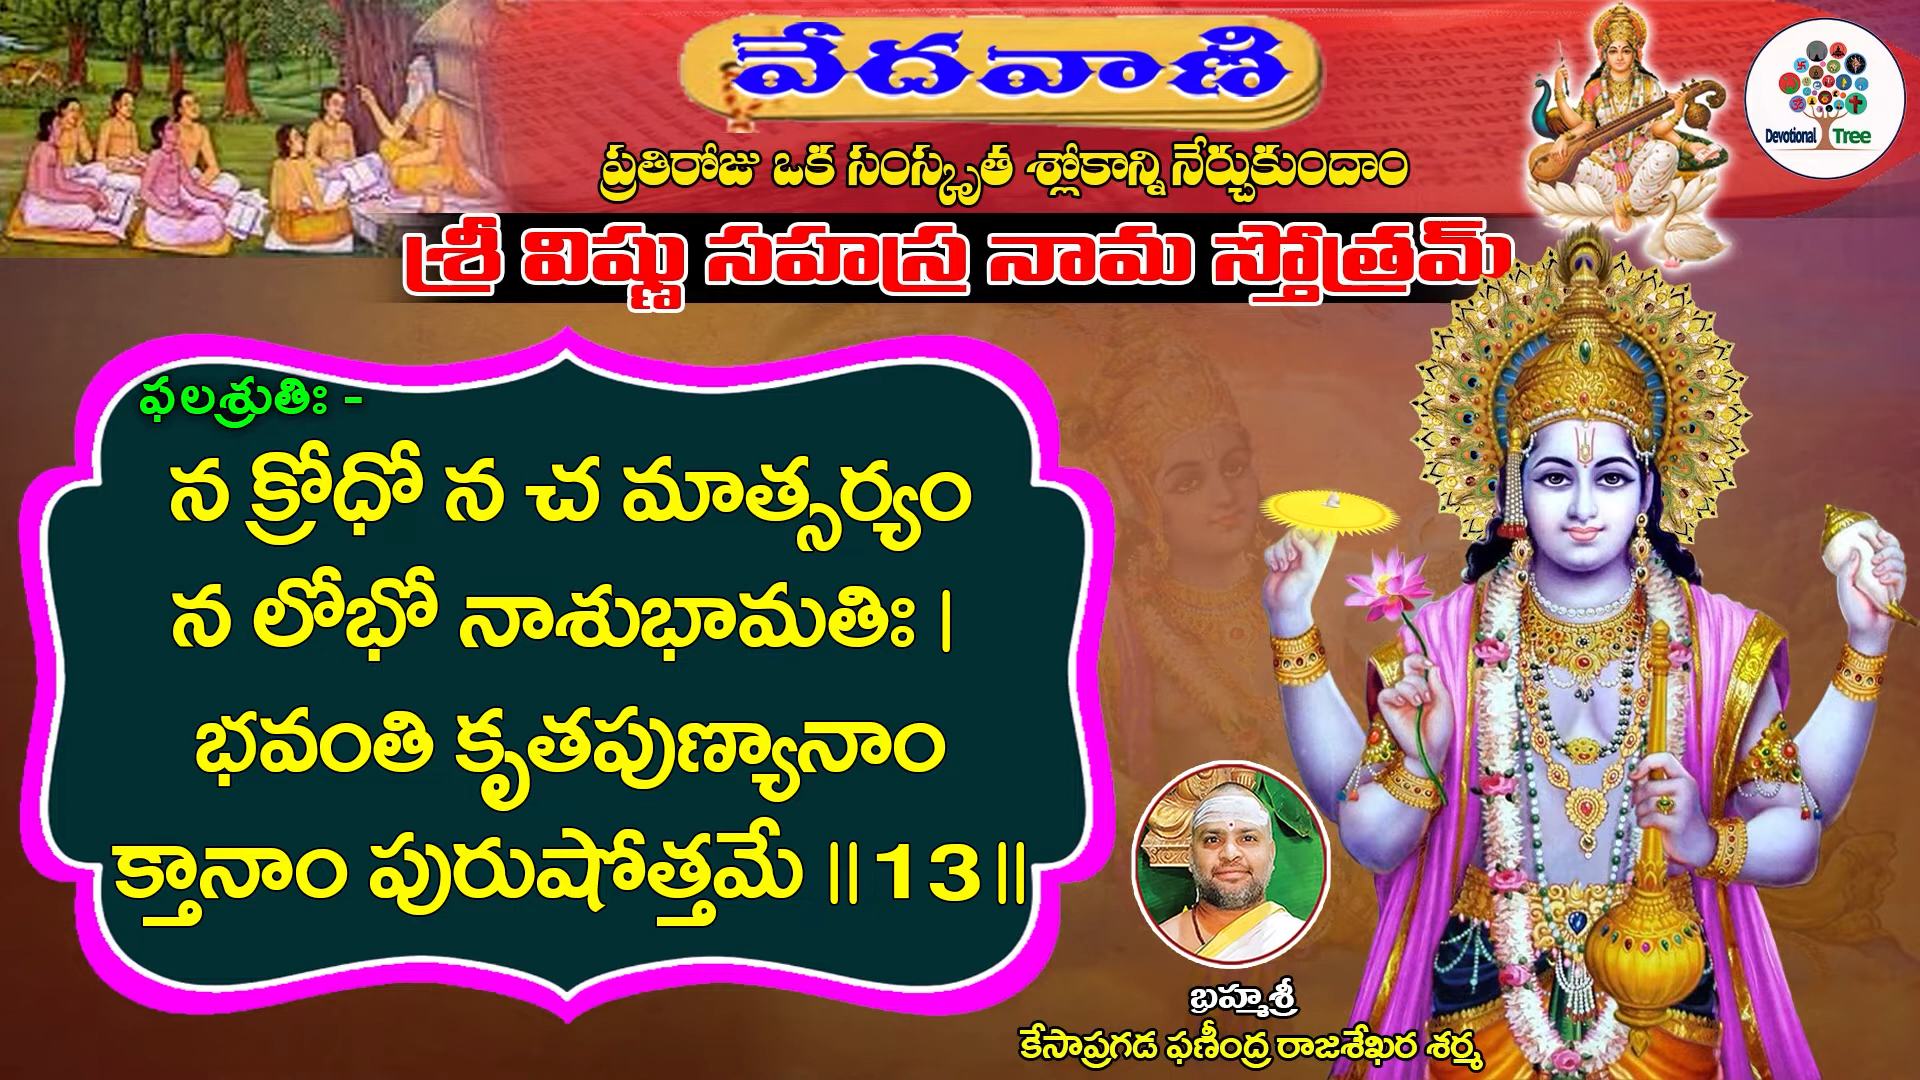 వేదవాణి
ప్రతిరోజు ఒక సంస్కృత శ్లోకాన్ని నేర్చుకుందాం
Devotional Tree
శ్రీ విష్ణు సహస్ర నామ స్తోత్రమ్
ఫలశ్రుతిః -
న క్రోధో న చ మాత్సర్యం
న లోభో నాశుభామతిః |
భవంతి కృతపుణ్యానాం
క్తానాం పురుషోత్తమే || 13 ||
బ్రహ్మశ్రీ
కేసాప్రగడ ఫణీంద్ర రాజశేఖర శర్మ